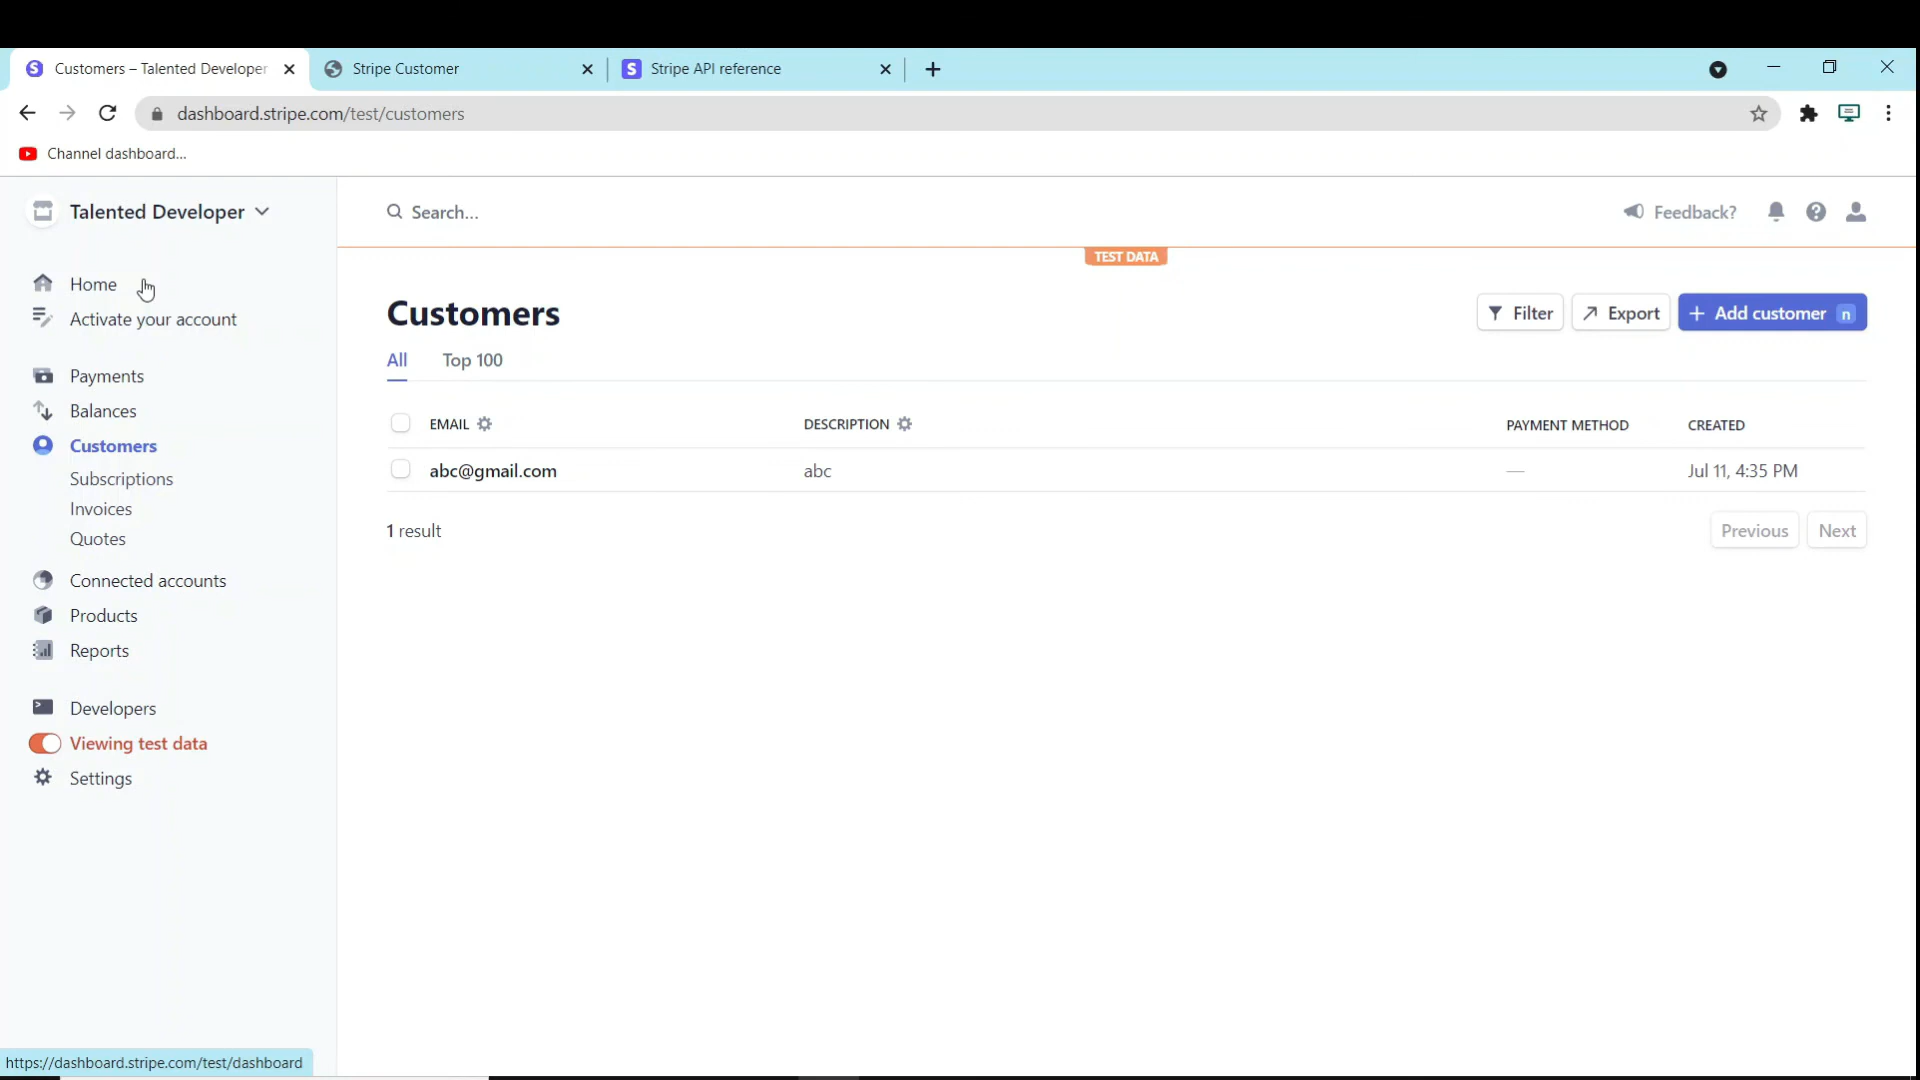 Customers – Talented Developer
Stripe Customer
Stripe API reference
dashboard.stripe.com/test/customers
Channel dashboard...
Talented Developer
Search...
Feedback?
TEST DATA
Home
Activate your account
Payments
Balances
Customers
Subscriptions
Invoices
Quotes
Connected accounts
Products
Reports
Developers
Viewing test data
Settings
Customers
Filter
Export
+ Add customer n
All Top 100
EMAIL DESCRIPTION PAYMENT METHOD CREATED
abc@gmail.com abc — Jul 11, 4:35 PM
1 result
Previous Next
https://dashboard.stripe.com/test/dashboard